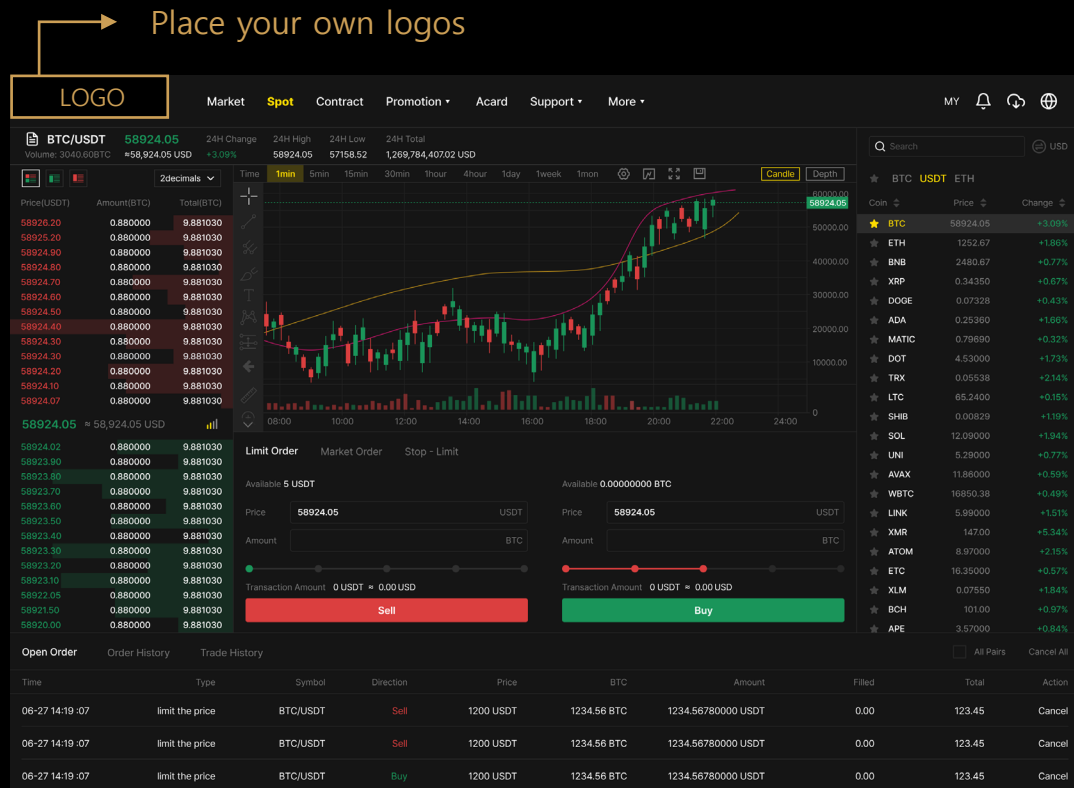 Place your own logos
LOGO
Market Spot Contract Promotion Acard Support More MY
BTC/USDT 58924.05 24H Change 24H High 24H Low 24H Total
Volume: 3040.60BTC ≈58,924.05 USD +3.09% 58924.05 57158.52 1,269,784,407.02 USD
Search USD
2decimals Time 1min 5min 15min 30min 1hour 4hour 1day 1week 1mon Candle Depth
BTC USDT ETH
Price(USDT) Amount(BTC) Total(BTC)
58926.20 0.880000 9.881030
58925.20 0.880000 9.881030
58924.90 0.880000 9.881030
58924.80 0.880000 9.881030
58924.70 0.880000 9.881030
58924.60 0.880000 9.881030
58924.50 0.880000 9.881030
58924.40 0.880000 9.881030
58924.30 0.880000 9.881030
58924.30 0.880000 9.881030
58924.20 0.880000 9.881030
58924.10 0.880000 9.881030
58924.07 0.880000 9.881030
58924.05 ≈ 58,924.05 USD
58924.02 0.880000 9.881030
58923.90 0.880000 9.881030
58923.80 0.880000 9.881030
58923.70 0.880000 9.881030
58923.60 0.880000 9.881030
58923.50 0.880000 9.881030
58923.40 0.880000 9.881030
58923.30 0.880000 9.881030
58923.20 0.880000 9.881030
58923.10 0.880000 9.881030
58922.05 0.880000 9.881030
58921.50 0.880000 9.881030
58920.00 0.880000 9.881030
60000.00
58924.05
50000.00
40000.00
30000.00
20000.00
10000.00
0
08:00 10:00 12:00 14:00 16:00 18:00 20:00 22:00 24:00
Limit Order Market Order Stop - Limit
Available 5 USDT
Price 58924.05 USDT
Amount BTC
Transaction Amount 0 USDT ≈ 0.00 USD
Sell
Available 0.00000000 BTC
Price 58924.05 USDT
Amount BTC
Transaction Amount 0 USDT ≈ 0.00 USD
Buy
Coin Price Change
BTC 58924.05 +3.09%
ETH 1252.67 +1.86%
BNB 2480.67 +0.77%
XRP 0.34350 +0.67%
DOGE 0.07328 +0.43%
ADA 0.25360 +1.66%
MATIC 0.79690 +0.32%
DOT 4.53000 +1.73%
TRX 0.05538 +2.14%
LTC 65.2400 +0.15%
SHIB 0.00829 +1.19%
SOL 12.09000 +1.94%
UNI 5.29000 +0.77%
AVAX 11.86000 +0.59%
WBTC 16850.38 +0.49%
LINK 5.99000 +1.51%
XMR 147.00 +5.34%
ATOM 8.97000 +2.15%
ETC 16.35000 +0.57%
XLM 0.07550 +1.84%
BCH 101.00 +0.97%
APE 3.57000 +0.84%
Open Order Order History Trade History All Pairs Cancel All
Time Type Symbol Direction Price BTC Amount Filled Total Action
06-27 14:19 :07 limit the price BTC/USDT Sell 1200 USDT 1234.56 BTC 1234.56780000 USDT 0.00 123.45 Cancel
06-27 14:19 :07 limit the price BTC/USDT Sell 1200 USDT 1234.56 BTC 1234.56780000 USDT 0.00 123.45 Cancel
06-27 14:19 :07 limit the price BTC/USDT Buy 1200 USDT 1234.56 BTC 1234.56780000 USDT 0.00 123.45 Cancel